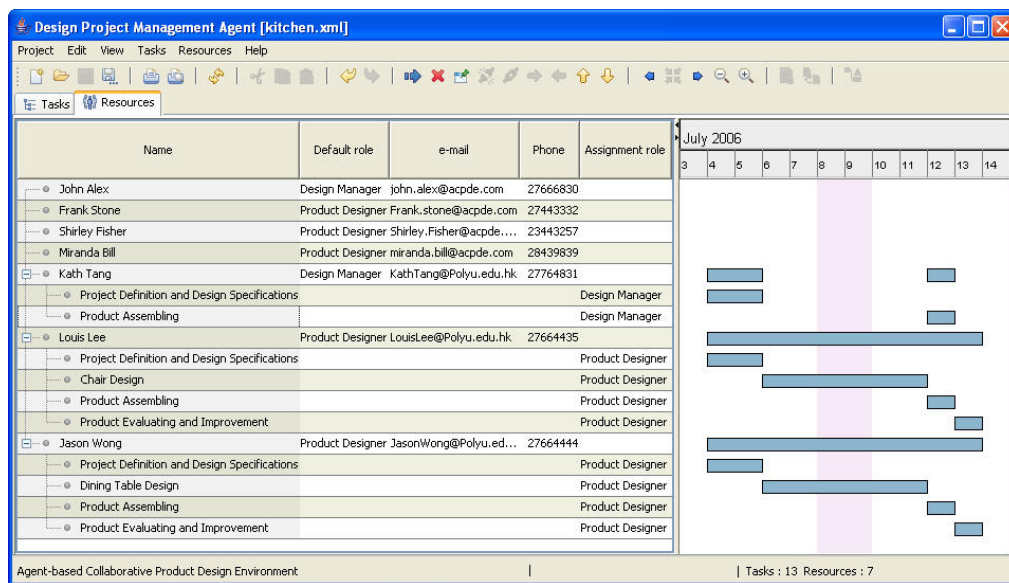 Design Project Management Agent [kitchen.xml]
Project Edit View Tasks Resources Help
Tasks Resources
Name Default role e-mail Phone Assignment role July 2006
3 4 5 6 7 8 9 10 11 12 13 14
John Alex Design Manager john.alex@acpde.com 27666830
Frank Stone Product Designer Frank.stone@acpde.com 27443332
Shirley Fisher Product Designer Shirley.Fisher@acpde.... 23443257
Miranda Bill Product Designer miranda.bill@acpde.com 28439839
Kath Tang Design Manager KathTang@Polyu.edu.hk 27764831
Project Definition and Design Specifications Design Manager
Product Assembling Design Manager
Louis Lee Product Designer LouisLee@Polyu.edu.hk 27664435
Project Definition and Design Specifications Product Designer
Chair Design Product Designer
Product Assembling Product Designer
Product Evaluating and Improvement Product Designer
Jason Wong Product Designer JasonWong@Polyu.ed... 27664444
Project Definition and Design Specifications Product Designer
Dining Table Design Product Designer
Product Assembling Product Designer
Product Evaluating and Improvement Product Designer
Agent-based Collaborative Product Design Environment Tasks : 13 Resources : 7